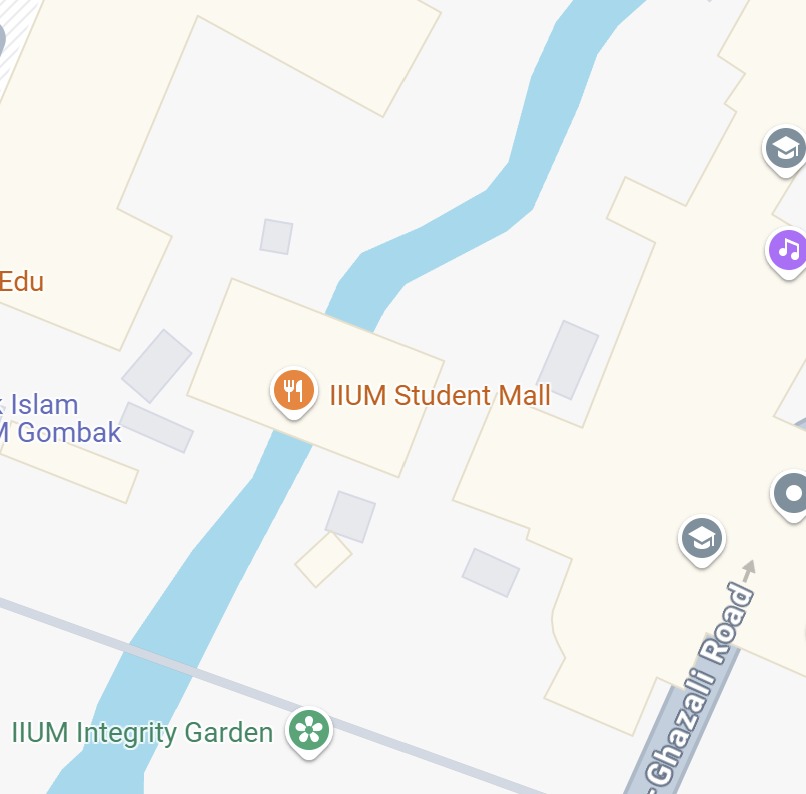 Edu
IIUM Student Mall
k Islam
M Gombak
IIUM Integrity Garden
-Ghazali Road